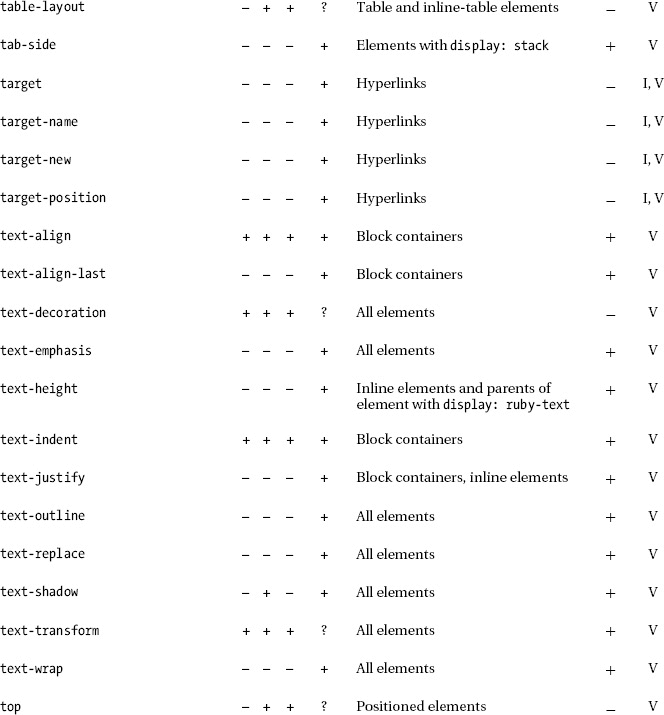 table-layout – + + ? Table and inline-table elements – V
tab-side – – – + Elements with display: stack + V
target – – – + Hyperlinks – I, V
target-name – – – + Hyperlinks – I, V
target-new – – – + Hyperlinks – I, V
target-position – – – + Hyperlinks – I, V
text-align + + + + Block containers + V
text-align-last – – – + Block containers + V
text-decoration + + + ? All elements – V
text-emphasis – – – + All elements + V
text-height – – – + Inline elements and parents of + V
element with display: ruby-text
text-indent + + + + Block containers + V
text-justify – – – + Block containers, inline elements + V
text-outline – – – + All elements + V
text-replace – – – + All elements + V
text-shadow – + – + All elements + V
text-transform + + + ? All elements + V
text-wrap – – – + All elements + V
top – + + ? Positioned elements – V